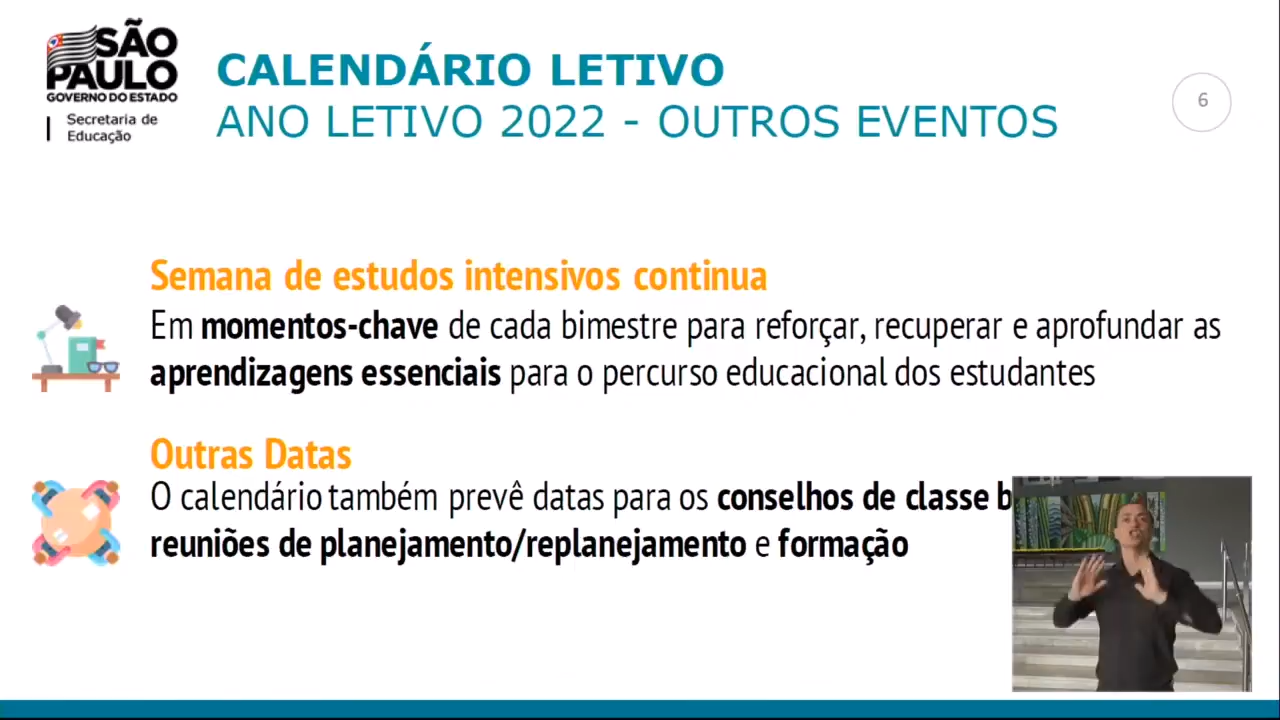 SÃO
PAULO
GOVERNO DO ESTADO
Secretaria de
Educação
CALENDÁRIO LETIVO
ANO LETIVO 2022 - OUTROS EVENTOS
6
Semana de estudos intensivos continua
Em momentos-chave de cada bimestre para reforçar, recuperar e aprofundar as
aprendizagens essenciais para o percurso educacional dos estudantes
Outras Datas
O calendário também prevê datas para os conselhos de classe
reuniões de planejamento/replanejamento e formação